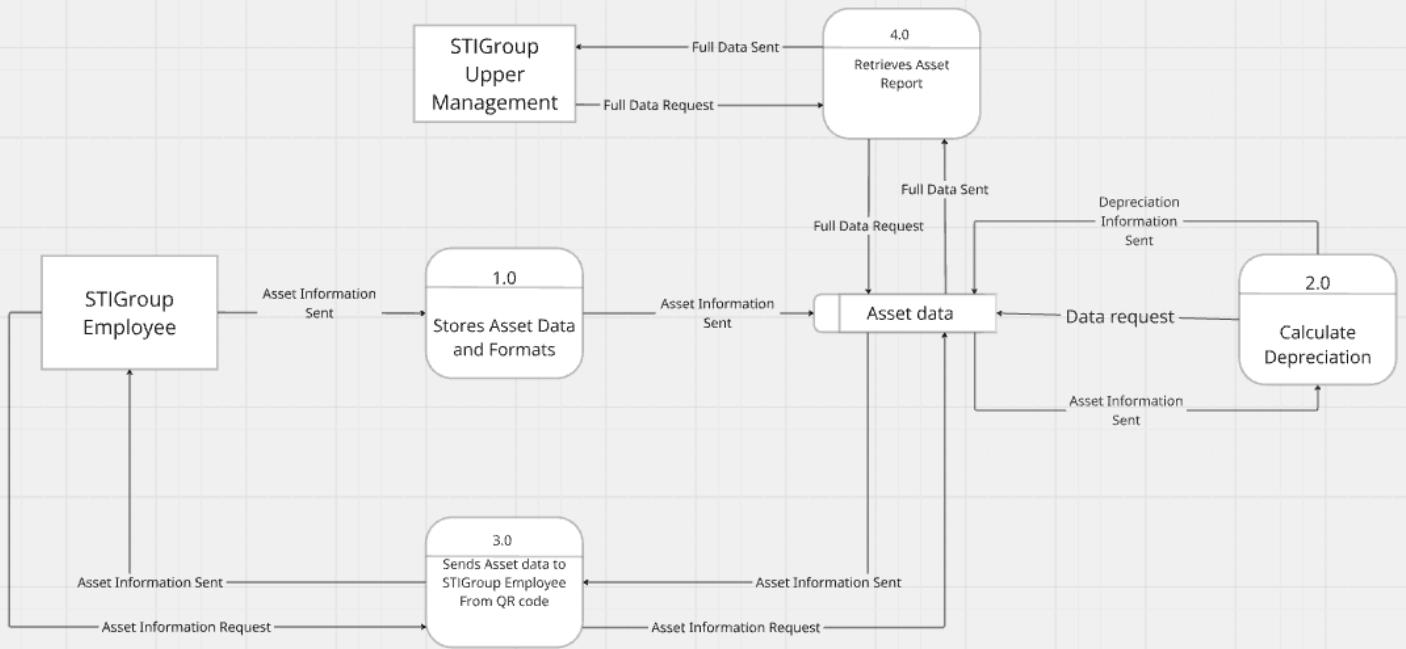 STIGroup
Upper
Management
Full Data Sent
Full Data Request
4.0
Retrieves Asset
Report
Full Data Sent
Full Data Request
Depreciation
Information
Sent
STIGroup
Employee
Asset Information
Sent
1.0
Stores Asset Data
and Formats
Asset Information
Sent
Asset data
Data request
2.0
Calculate
Depreciation
Asset Information
Sent
3.0
Sends Asset data to
STIGroup Employee
From QR code
Asset Information Sent
Asset Information Sent
Asset Information Request
Asset Information Request